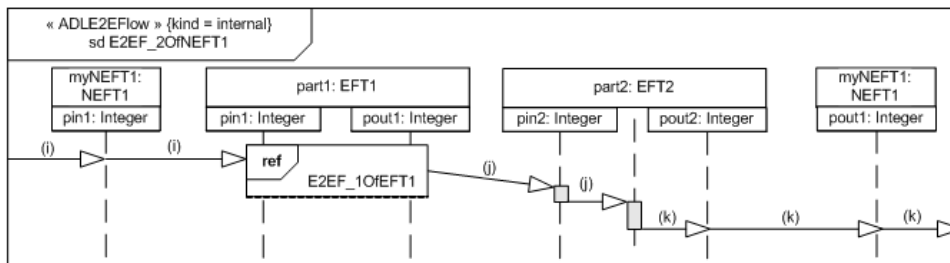 « ADLE2EFlow » {kind = internal}
sd E2EF_2OfNEFT1
myNEFT1:
NEFT1
pin1: Integer
part1: EFT1
pin1: Integer
pout1: Integer
part2: EFT2
pin2: Integer
pout2: Integer
myNEFT1:
NEFT1
pout1: Integer
(i)
(i)
ref
E2EF_1OfEFT1
(j)
(j)
(k)
(k)
(k)